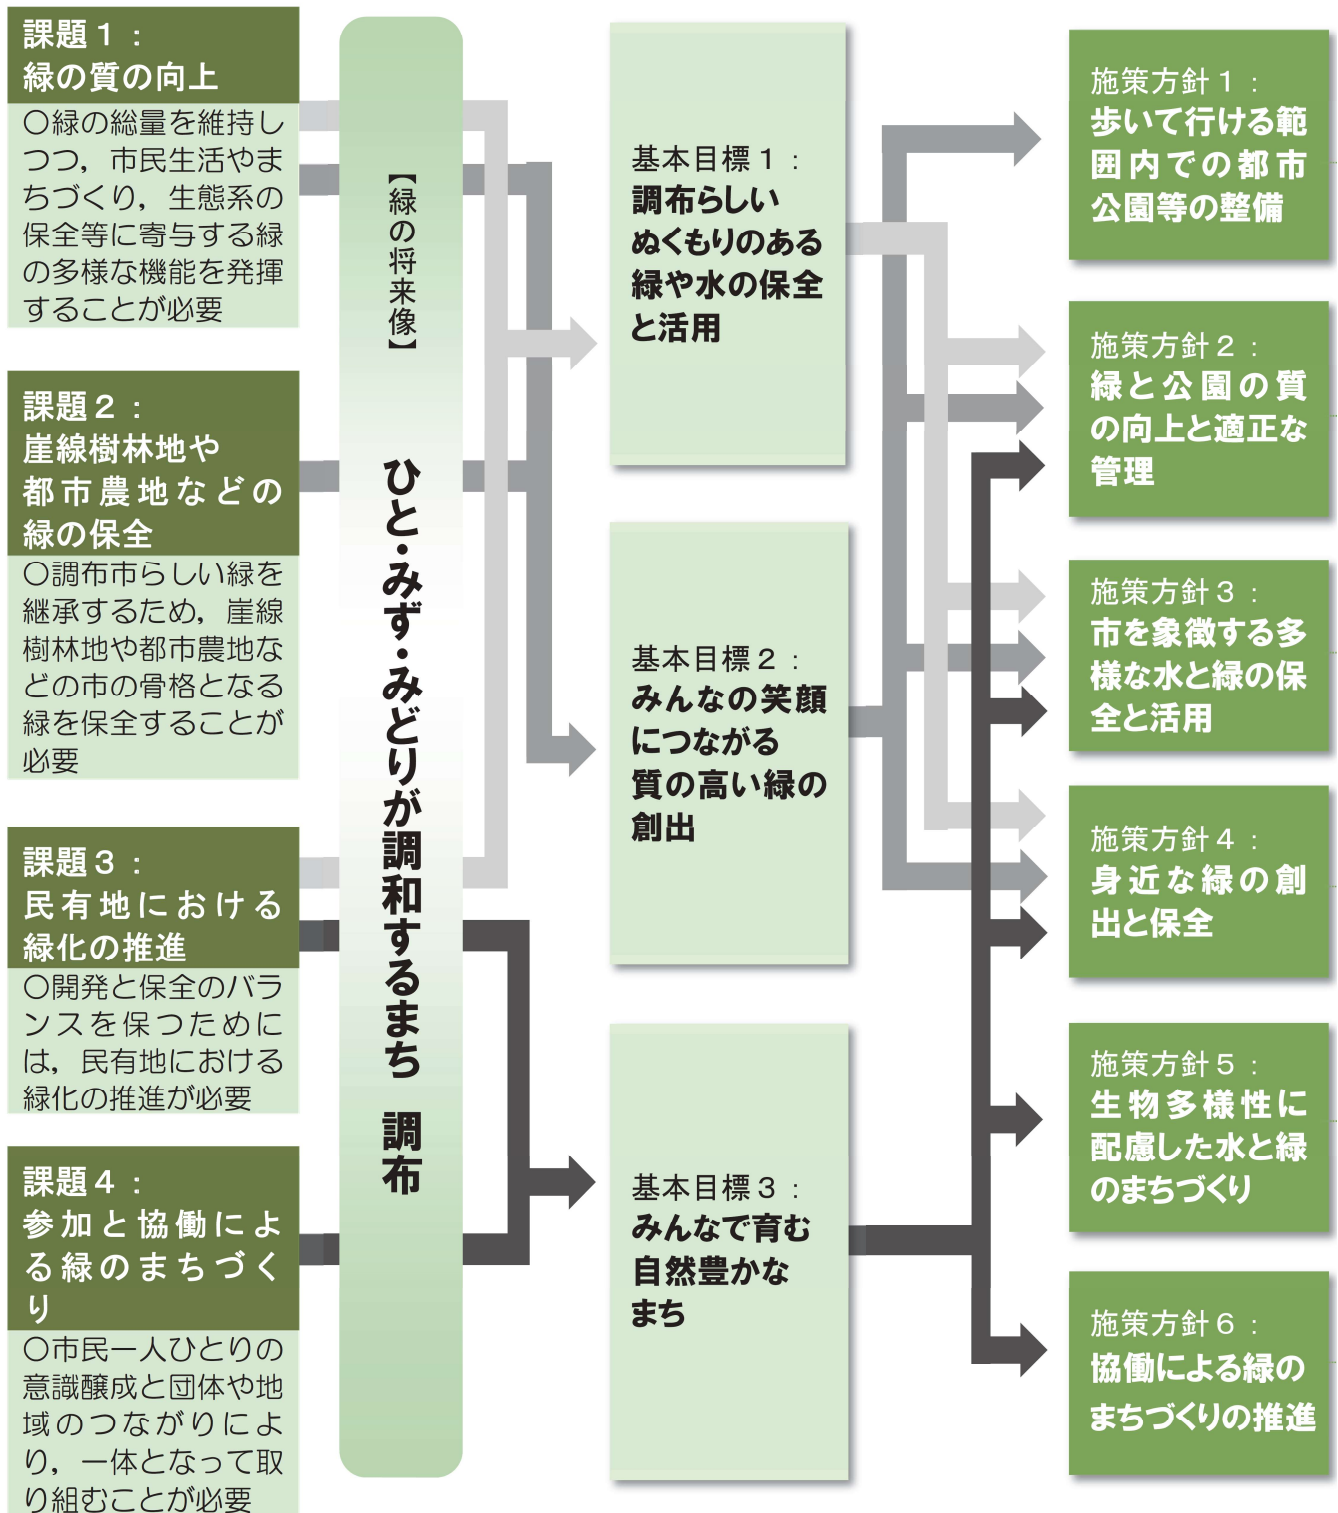 課題１：
緑の質の向上
〇緑の総量を維持し
つつ，市民生活やま
ちづくり，生態系の
保全等に寄与する緑
の多様な機能を発揮
することが必要
課題２：
崖線樹林地や
都市農地などの
緑の保全
〇調布市らしい緑を
継承するため，崖線
樹林地や都市農地な
どの市の骨格となる
緑を保全することが
必要
課題３：
民有地における
緑化の推進
〇開発と保全のバラ
ンスを保つために
は，民有地における
緑化の推進が必要
課題４：
参加と協働によ
る緑のまちづく
り
〇市民一人ひとりの
意識醸成と団体や地
域のつながりによ
り，一体となって取
り組むことが必要
【緑の将来像】
ひと・みず・みどりが調和するまち　調布
基本目標１：
調布らしい
ぬくもりのある
緑や水の保全
と活用
基本目標２：
みんなの笑顔
につながる
質の高い緑の
創出
基本目標３：
みんなで育む
自然豊かな
まち
施策方針１：
歩いて行ける範
囲内での都市
公園等の整備
施策方針２：
緑と公園の質
の向上と適正な
管理
施策方針３：
市を象徴する多
様な水と緑の保
全と活用
施策方針４：
身近な緑の創
出と保全
施策方針５：
生物多様性に
配慮した水と緑
のまちづくり
施策方針６：
協働による緑の
まちづくりの推進